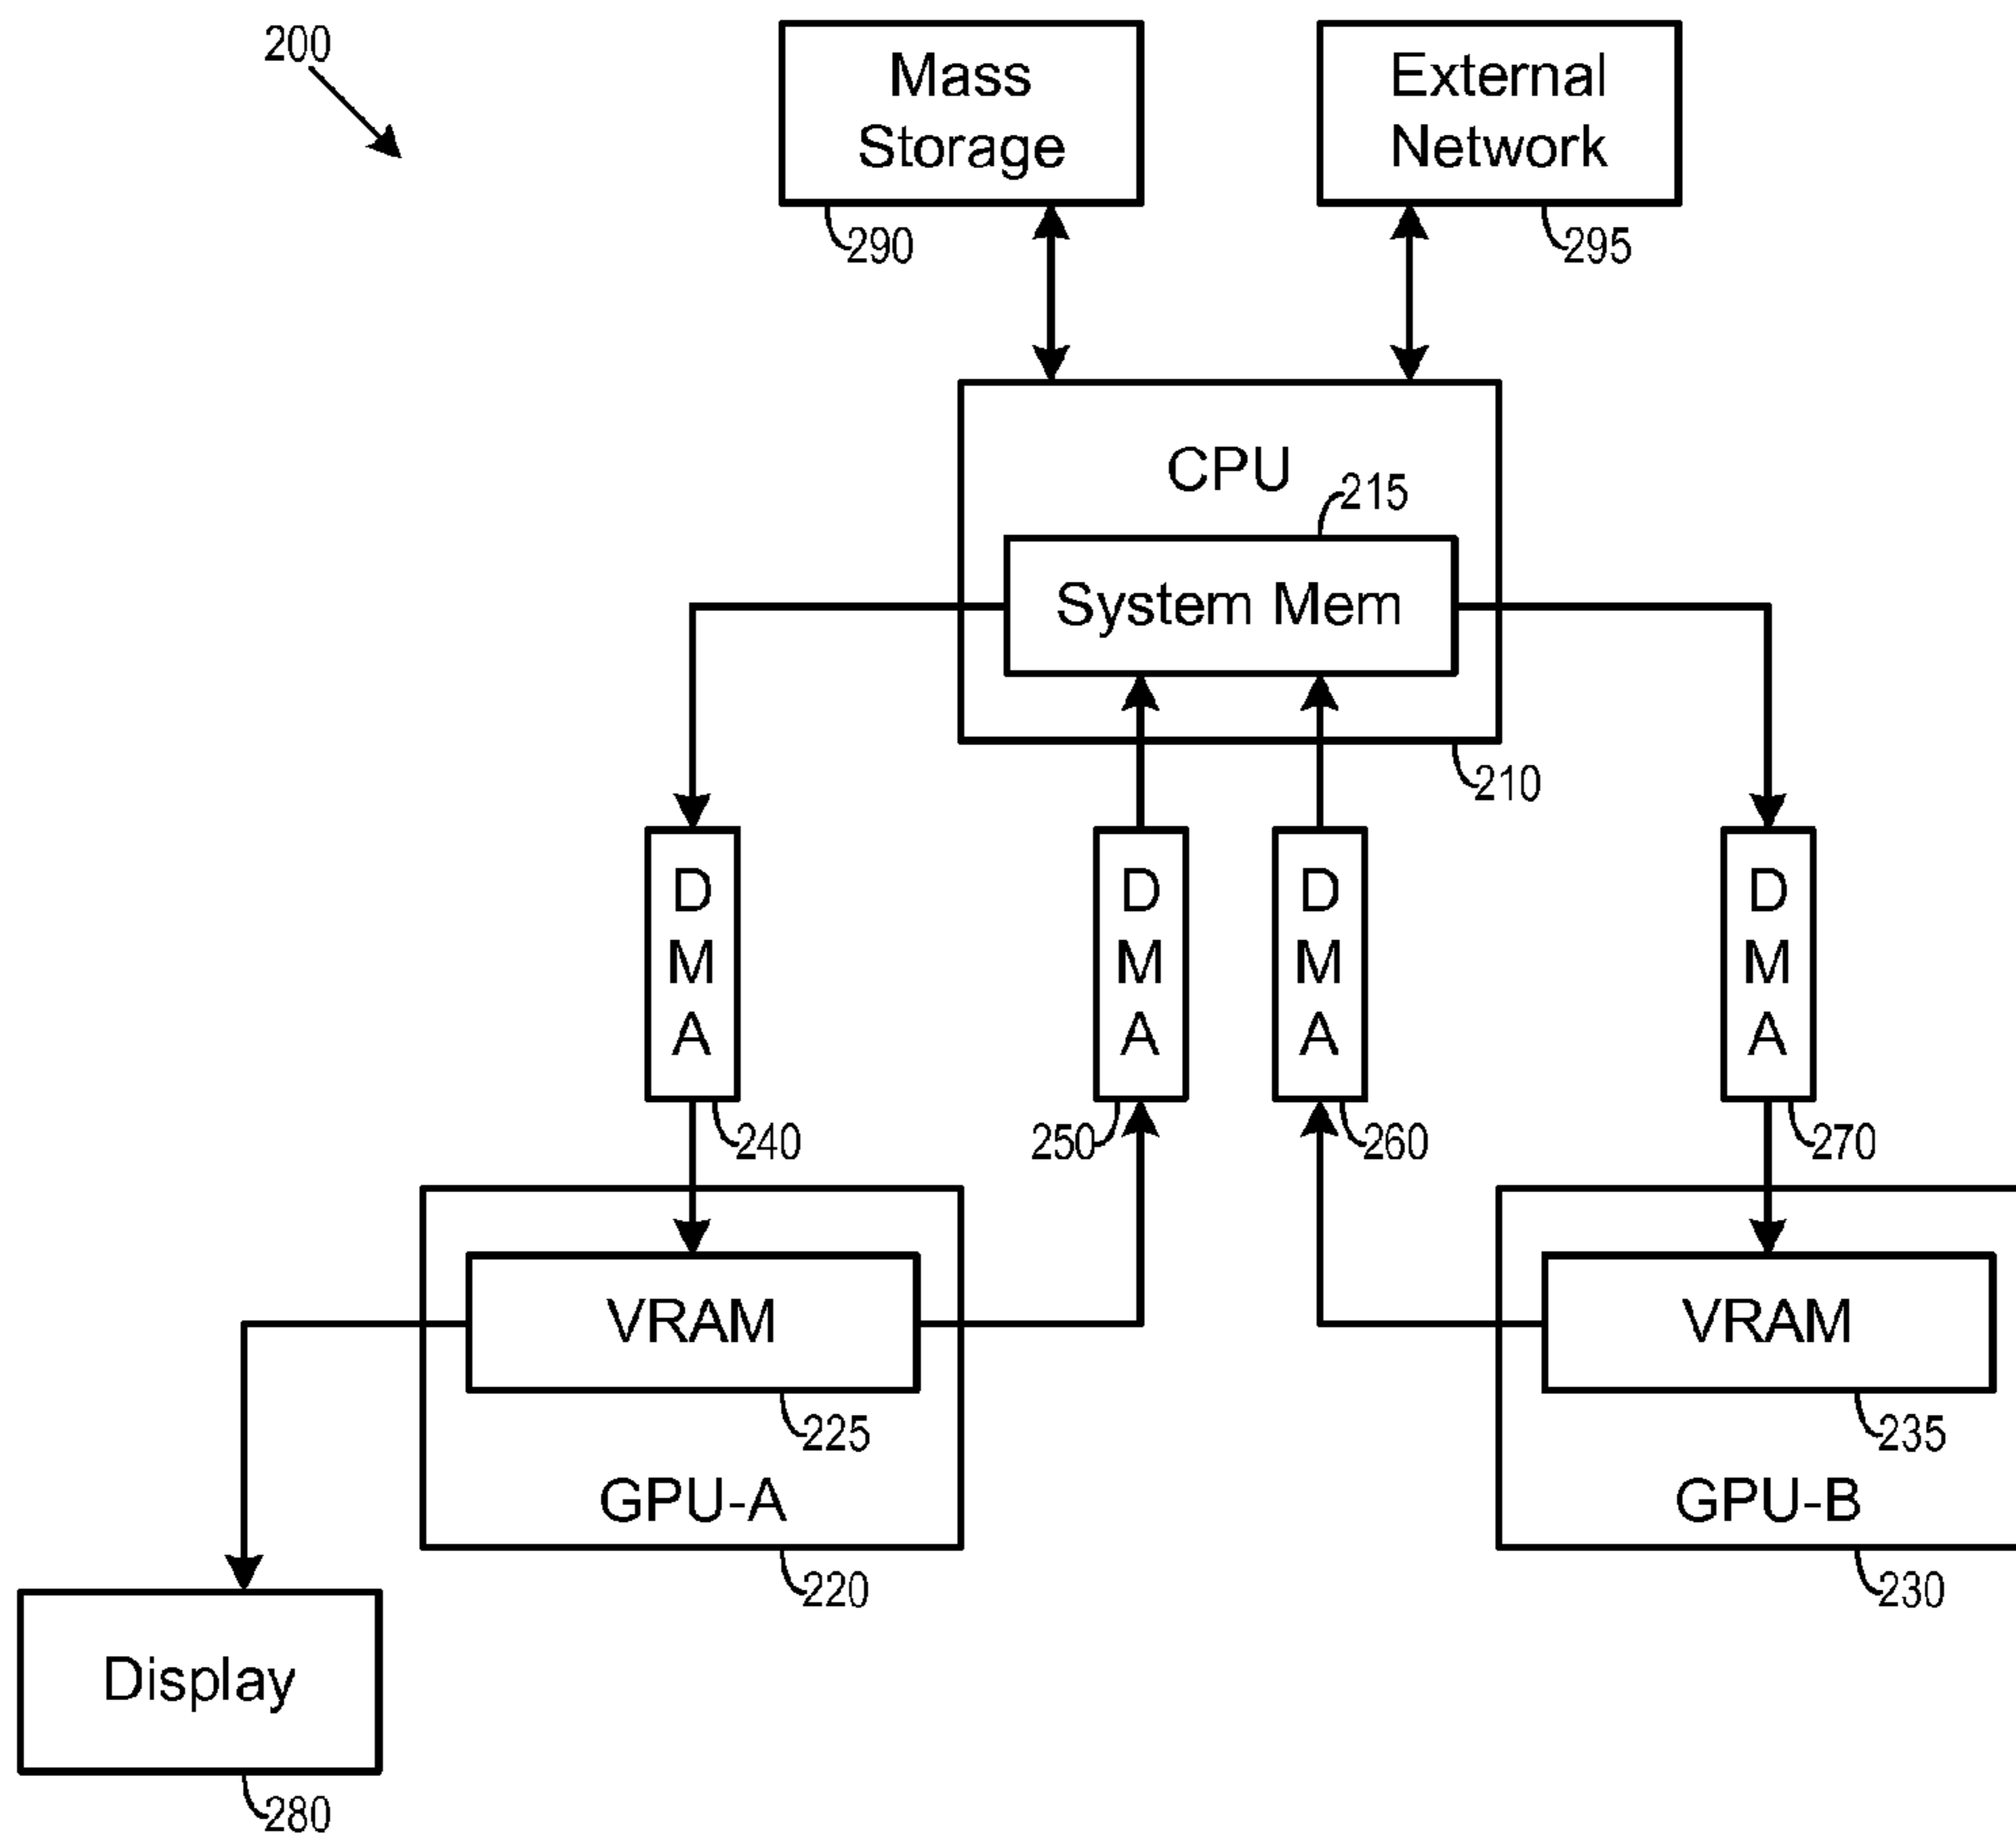 200
Mass
Storage
External
Network
290
295
CPU
215
System Mem
210
D
M
A
D
M
A
D
M
A
D
M
A
240
250
260
270
VRAM
VRAM
225
235
GPU-A
GPU-B
220
230
Display
280